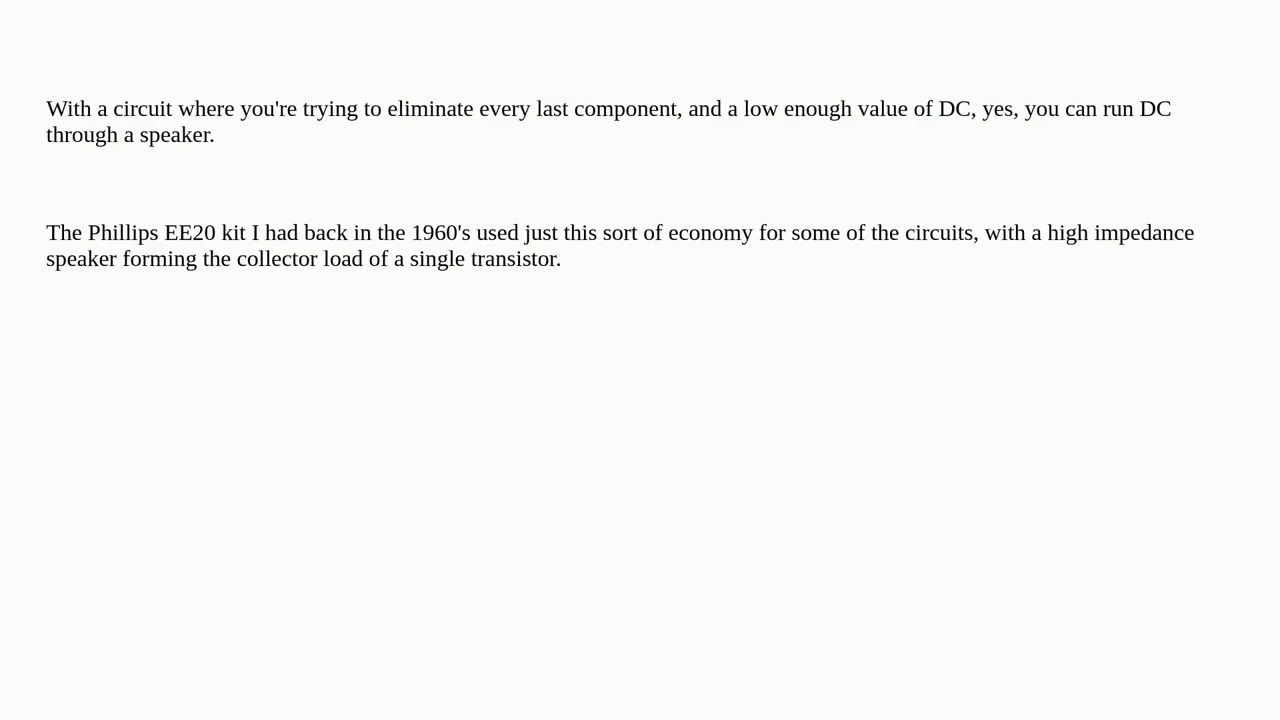 With a circuit where you're trying to eliminate every last component, and a low enough value of DC, yes, you can run DC
through a speaker.
The Phillips EE20 kit I had back in the 1960's used just this sort of economy for some of the circuits, with a high impedance
speaker forming the collector load of a single transistor.